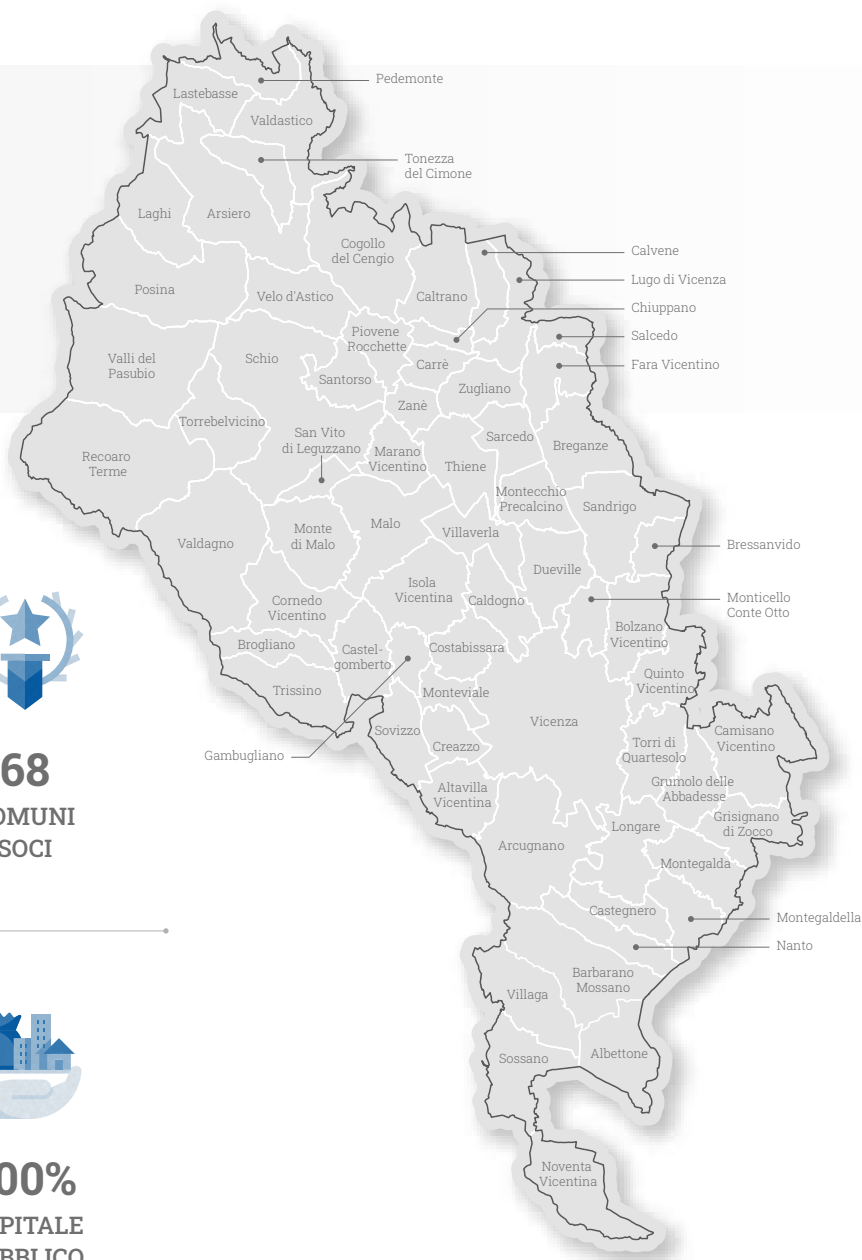 Pedemonte
Lastebasse
Valdastico
Tonezza
del Cimone
Laghi
Arsiero
Cogollo
del Cengio
Calvene
Lugo di Vicenza
Posina
Velo d'Astico
Caltrano
Chiuppano
Piovene
Rocchette
Salcedo
Valli del
Pasubio
Schio
Carrè
Fara Vicentino
Santorso
Zugliano
Zanè
Torrebelvicino
San Vito
di Leguzzano
Sarcedo
Breganze
Recoaro
Terme
Marano
Vicentino
Thiene
Montecchio
Precalcino
Sandrigo
Valdagno
Monte
di Malo
Malo
Villaverla
Bressanvido
Dueville
Isola
Vicentina
Caldogno
Monticello
Conte Otto
Cornedo
Vicentino
Bolzano
Vicentino
Brogliano
Castel-
gomberto
Costabissara
Quinto
Vicentino
Trissino
Monteviale
Vicenza
Sovizzo
Creazzo
Torri di
Quartesolo
Camisano
Vicentino
Gambugliano
68
OMUNI
SOCI
Altavilla
Vicentina
Grumolo delle
Abbadesse
Grisignano
di Zocco
Longare
Arcugnano
Montegalda
Castegnero
Montegaldella
Nanto
Barbarano
Mossano
Villaga
Sossano
Albettone
Noventa
Vicentina
00%
PITALE
BBLICO